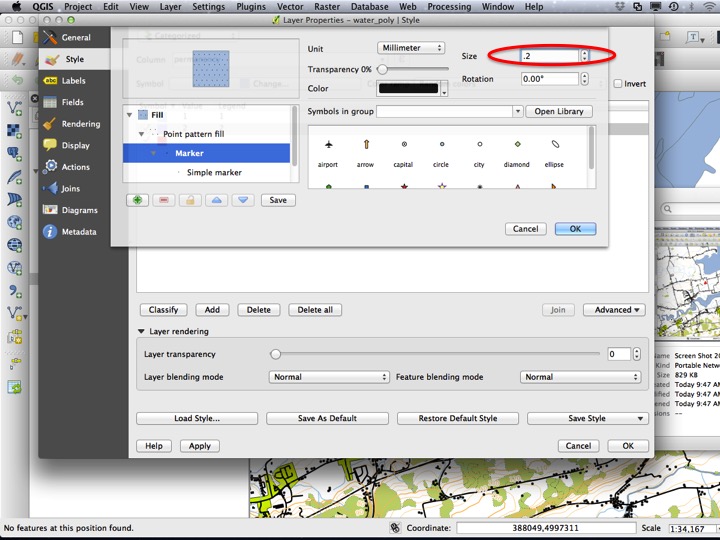 QGIS Project Edit View Layer Settings Plugins Vector Raster Database Web Processing Window Help
Layer Properties - water_poly | Style
General
Style
Labels
Fields
Rendering
Display
Actions
Joins
Diagrams
Metadata
Categorized
Column
Symbol
Change...
Symbol Value Legend
Unit Millimeter
Size .2
Transparency 0%
Rotation 0.00°
Color
Invert
Fill
Point pattern fill
Marker
Simple marker
Symbols in group
Open Library
airport arrow capital circle city diamond ellipse
Save
Cancel OK
Classify Add Delete Delete all Join Advanced
Layer rendering
Layer transparency 0
Layer blending mode Normal Feature blending mode Normal
Load Style... Save As Default Restore Default Style Save Style
Help Apply Cancel OK
Name Screen Shot 20
Kind Portable Netw
Size 829 KB
Today 9:47 A
Today 9:47 A
Today 9:47 A
--
No features at this position found.
Coordinate: 388049,4997311
Scale 1:34,167